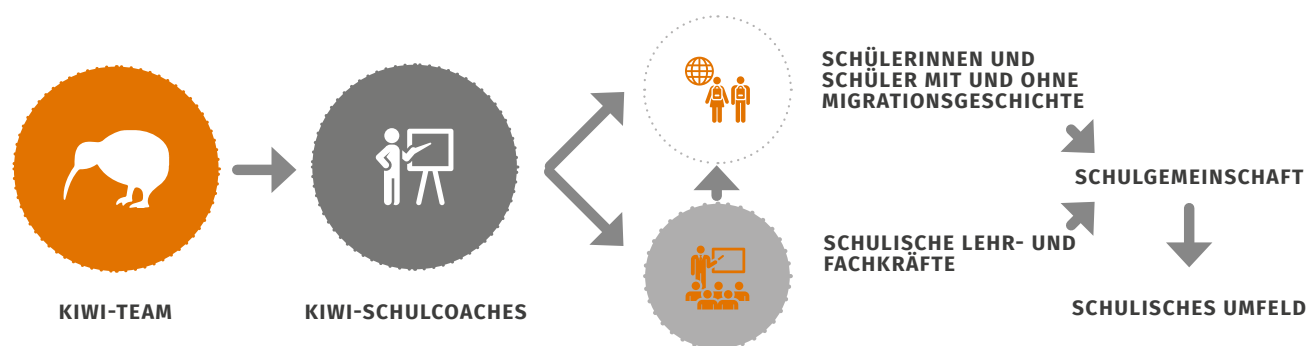 SCHÜLERINNEN UND
SCHÜLER MIT UND OHNE
MIGRATIONSGESCHICHTE
SCHULGEMEINSCHAFT
SCHULISCHE LEHR- UND
FACHKRÄFTE
KIWI-TEAM
KIWI-SCHULCOACHES
SCHULISCHES UMFELD